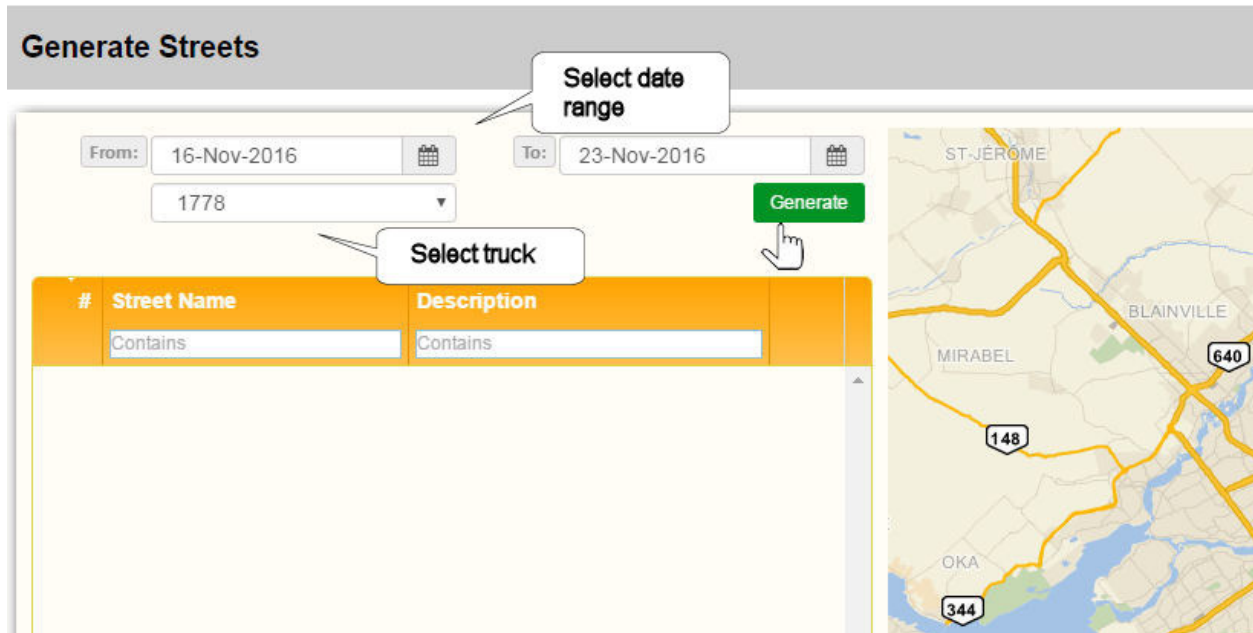 Generate Streets
Select date
range
From: 16-Nov-2016 To: 23-Nov-2016
1778 Generate
Select truck
# Street Name Description
Contains Contains
ST-JÉRÔME
BLAINVILLE
640
MIRABEL
148
OKA
344